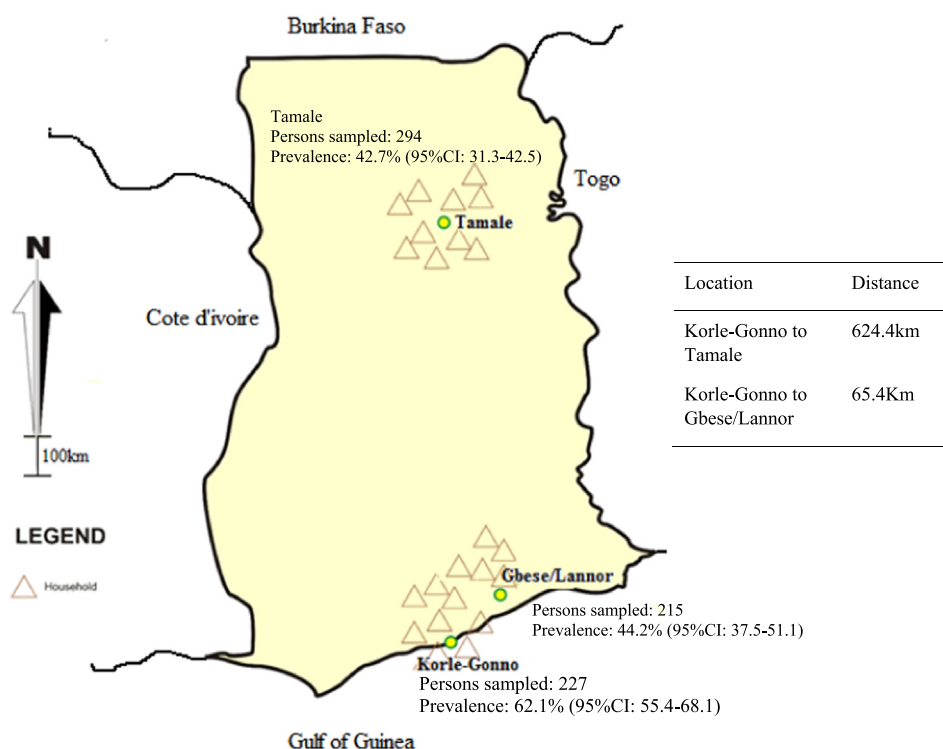 Burkina Faso
Tamale
Persons sampled: 294
Prevalence: 42.7% (95%CI: 31.3-42.5)
Togo
Tamale
N
Cote d'ivoire
100km
LEGEND
Household
Location Distance
Korle-Gonno to 624.4km
Tamale
Korle-Gonno to 65.4Km
Gbese/Lannor
Gbese/Lannor
Persons sampled: 215
Prevalence: 44.2% (95%CI: 37.5-51.1)
Korle-Gonno
Persons sampled: 227
Prevalence: 62.1% (95%CI: 55.4-68.1)
Gulf of Guinea